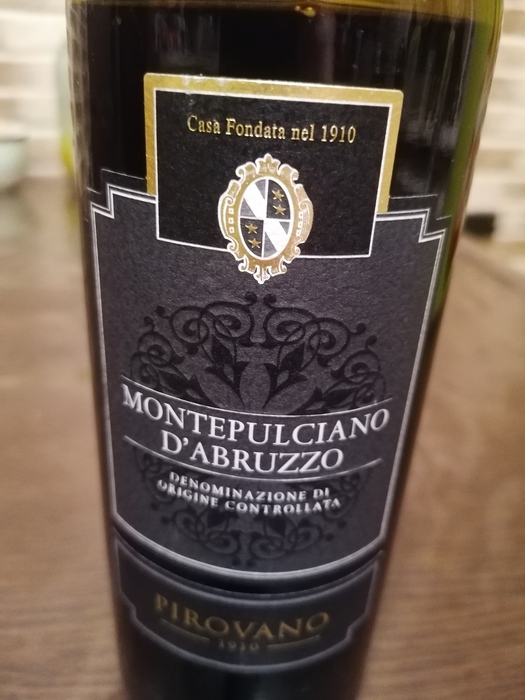 Casa Fondata nel 1910
MONTEPULCIANO
D'ABRUZZO
DENOMINAZIONE DI
ORIGINE CONTROLLATA
PIROVANO
1910